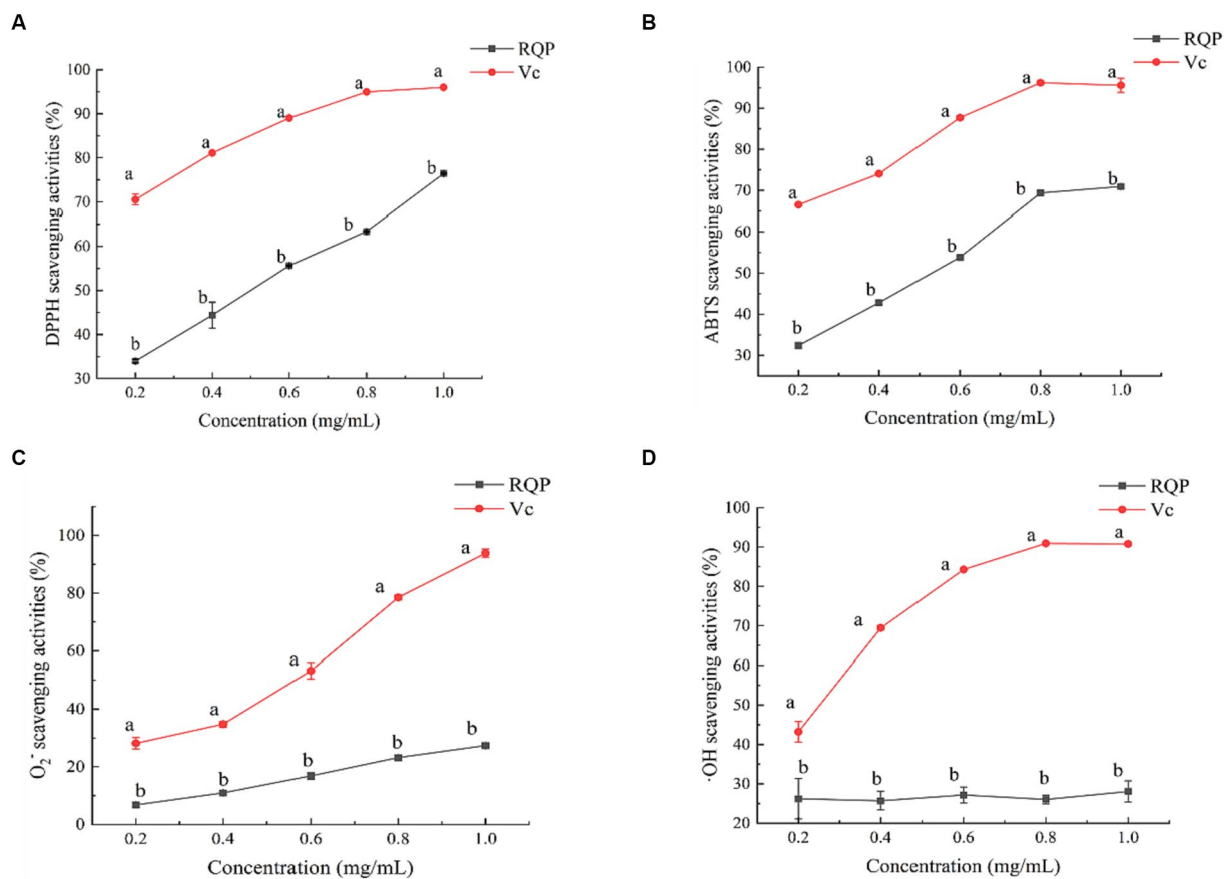 A
RQP
Vc
100
90
80
70
60
50
40
30
DPPH scavenging activities (%)
a
a
a
a
a
b
b
b
b
b
0.2 0.4 0.6 0.8 1.0
Concentration (mg/mL)
B
RQP
Vc
100
90
80
70
60
50
40
30
ABTS scavenging activities (%)
a
a
a
a
a
b
b
b
b
b
0.2 0.4 0.6 0.8 1.0
Concentration (mg/mL)
C
RQP
Vc
100
80
60
40
20
0
O₂⁻ scavenging activities (%)
a
a
a
a
a
b
b
b
b
b
0.2 0.4 0.6 0.8 1.0
Concentration (mg/mL)
D
RQP
Vc
100
90
80
70
60
50
40
30
20
·OH scavenging activities (%)
a
a
a
a
a
b
b
b
b
b
0.2 0.4 0.6 0.8 1.0
Concentration (mg/mL)